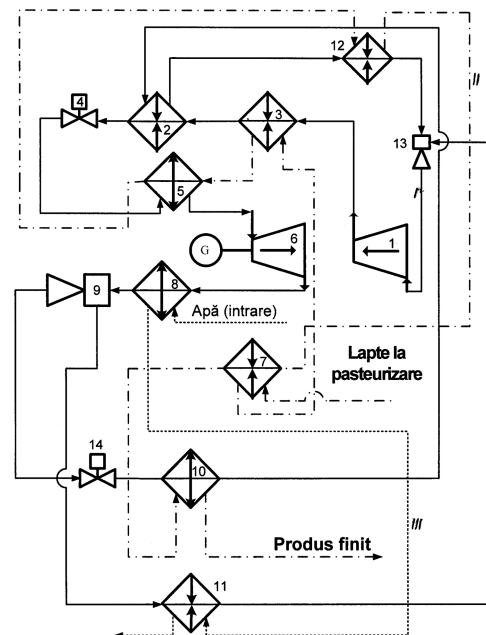 12
II
4
2
3
13
5
I
G
6
1
9
8
Apă (intrare)
7
Lapte la
pasteurizare
14
10
III
Produs finit
11